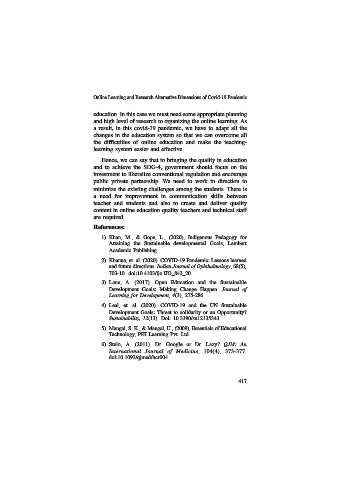 Online Learning and Research Alternative Dimensions of Covid-19 Pandemic
education. In this case we must need some appropriate planning
and high level of research to organizing the online learning. As
a result, in this covid-19 pandemic, we have to adapt all the
changes in the education system so that we can overcome all
the difficulties of online education and make the teaching-
learning system easier and effective.
Hence, we can say that to bringing the quality in education
and to achieve the SDG-4, government should focus on the
investment to liberalize conventional regulation and encourage
public private partnership. We need to work in direction to
minimize the existing challenges among the students. There is
a need for improvement in communication skills between
teacher and students and also to create and deliver quality
content in online education quality teachers and technical staff
are required.
References:
1) Khan, M., & Gope, L., (2020), Indigenous Pedagogy for
Attaining the Sustainable developmental Goals, Lambert
Academic Publishing
2) Khanna, et. al. (2020). COVID-19 Pandemic: Lessons learned
and future directions. Indian Journal of Ophthalmology, 68(5),
703-10. doi:10.4103/ijo.IJO_843_20
3) Lane, A. (2017). Open Education and the Sustainable
Development Goals: Making Change Happen. Journal of
Learning for Development, 4(3), 275-286
4) Leal, et. al. (2020). COVID-19 and the UN Sustainable
Development Goals: Threat to solidarity or an Opportunity?
Sustainability, 12(13). Doi: 10.3390/su12135343
5) Mangal, S. K., & Mangal, U., (2009), Essentials of Educational
Technology, PHI Learning Pvt. Ltd.
6) Stein, A. (2011). Dr. Google or Dr. Lazy? QJM: An
International Journal of Medicine, 104(4), 375-377.
417